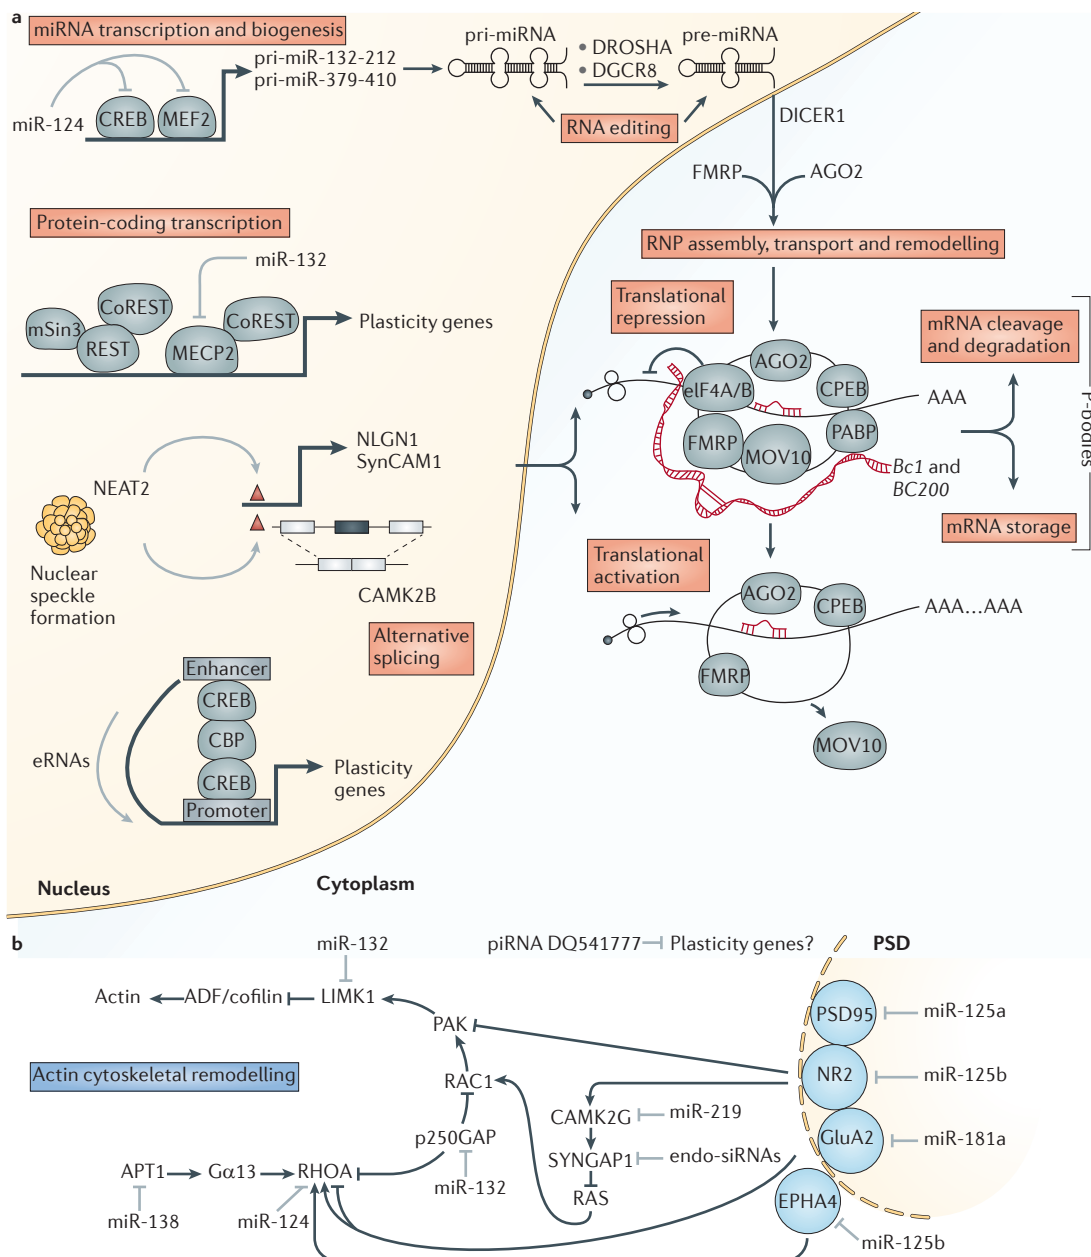 a
miRNA transcription and biogenesis
pri-miR-132-212
pri-miR-379-410
miR-124
CREB
MEF2
pri-miRNA
• DROSHA
• DGCR8
pre-miRNA
RNA editing
DICER1
FMRP
AGO2
RNP assembly, transport and remodelling
Protein-coding transcription
miR-132
mSin3
CoREST
REST
MECP2
CoREST
Plasticity genes
Translational
repression
AGO2
eIF4A/B
CPEB
FMRP
MOV10
PABP
AAA
Bc1 and
BC200
mRNA cleavage
and degradation
P-bodies
mRNA storage
NEAT2
NLGN1
SynCAM1
Nuclear
speckle
formation
CAMK2B
Alternative
splicing
Translational
activation
AGO2
CPEB
AAA...AAA
FMRP
MOV10
Enhancer
CREB
CBP
CREB
Promoter
eRNAs
Plasticity
genes
Nucleus
Cytoplasm
b
miR-132
piRNA DQ541777
Plasticity genes?
PSD
Actin
ADF/cofilin
LIMK1
PAK
PSD95
miR-125a
Actin cytoskeletal remodelling
RAC1
NR2
miR-125b
CAMK2G
miR-219
p250GAP
GluA2
miR-181a
APT1
Gα13
RHOA
SYNGAP1
endo-siRNAs
miR-132
RAS
EPHA4
miR-138
miR-124
miR-125b